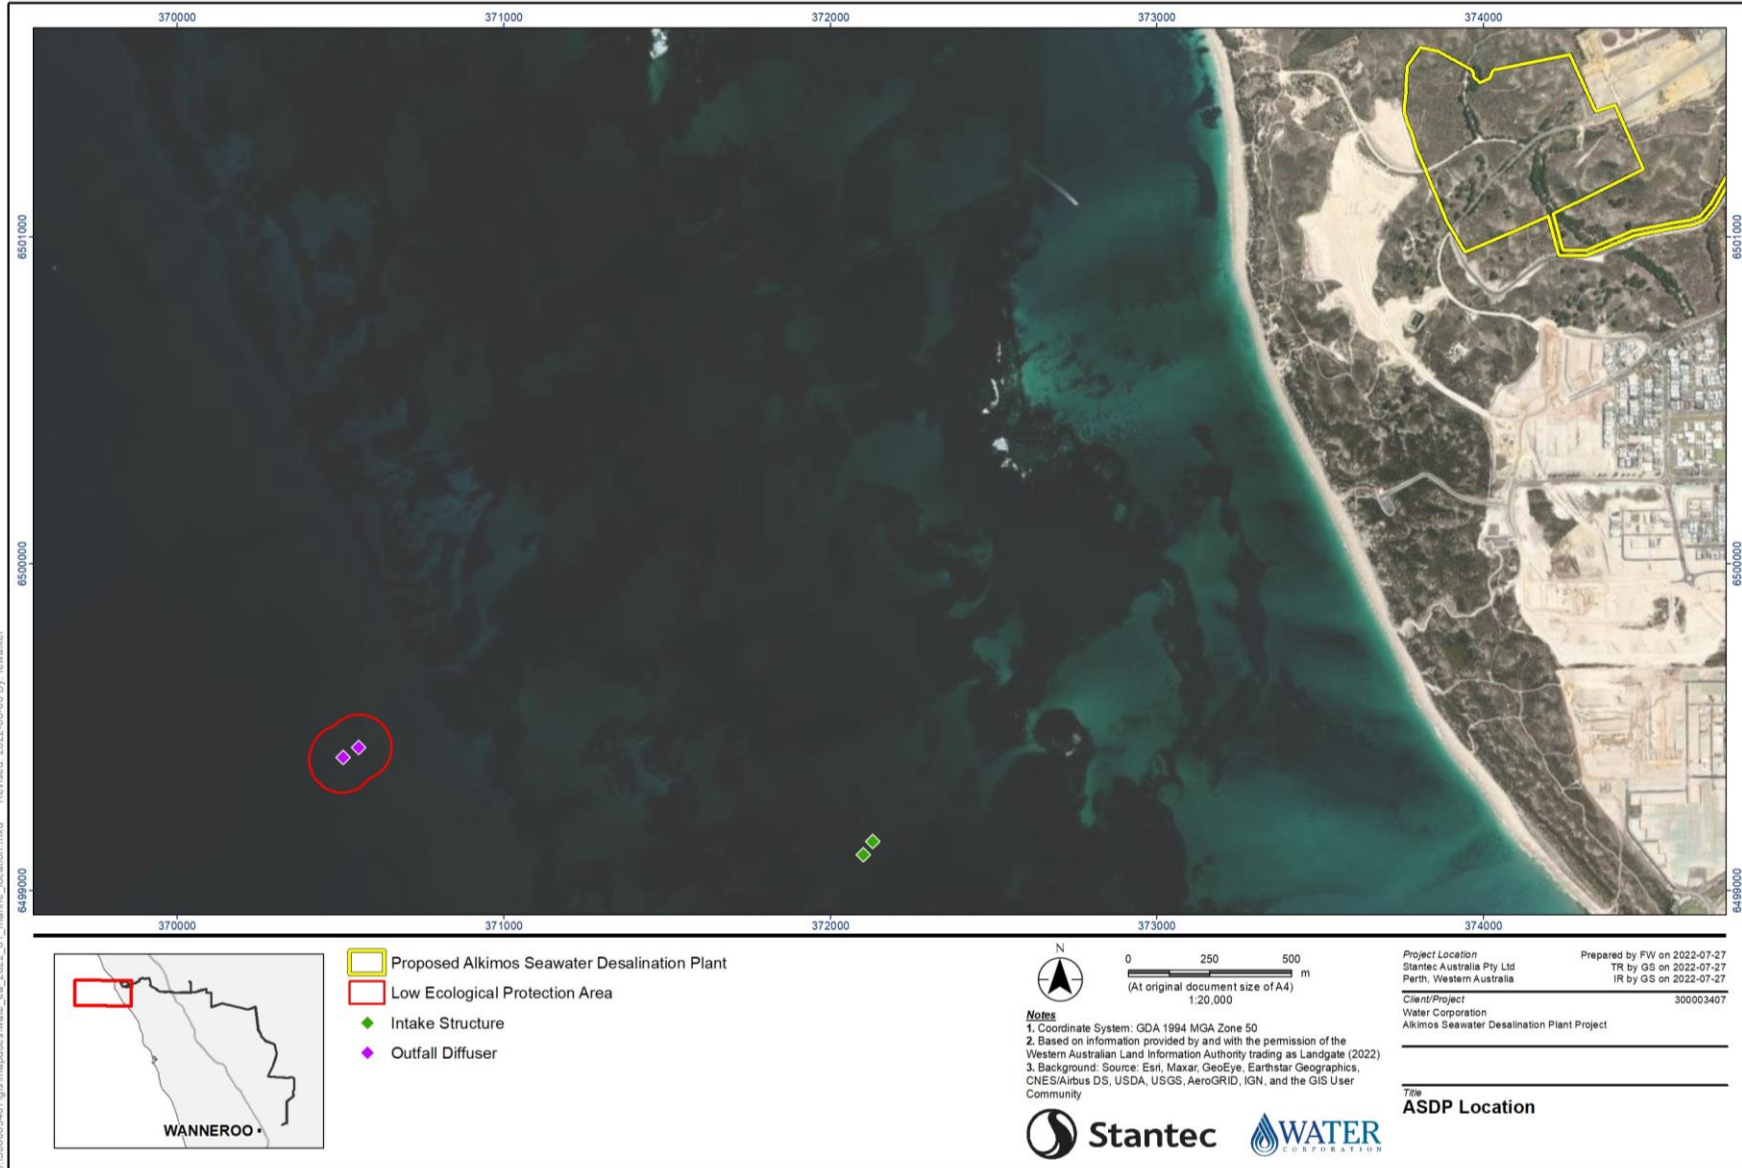 370000 371000 372000 373000 374000
6501000 6501000
6500000 6500000
6499000 6499000
370000 371000 372000 373000 374000
WANNEROO
Proposed Alkimos Seawater Desalination Plant
Low Ecological Protection Area
Intake Structure
Outfall Diffuser
N
0 250 500
m
(At original document size of A4)
1:20,000
Notes
1. Coordinate System: GDA 1994 MGA Zone 50
2. Based on information provided by and with the permission of the
Western Australian Land Information Authority trading as Landgate (2022)
3. Background: Source: Esri, Maxar, GeoEye, Earthstar Geographics,
CNES/Airbus DS, USDA, USGS, AeroGRID, IGN, and the GIS User
Community
Stantec
WATER
CORPORATION
Project Location
Stantec Australia Pty Ltd
Perth, Western Australia
Prepared by FW on 2022-07-27
TR by GS on 2022-07-27
IR by GS on 2022-07-27
Client/Project 300003407
Water Corporation
Alkimos Seawater Desalination Plant Project
Title
ASDP Location